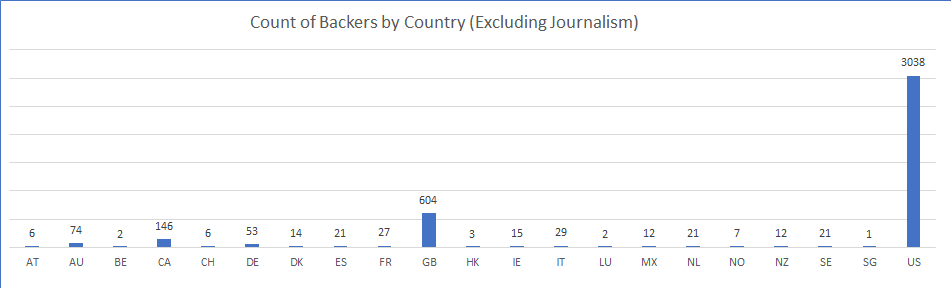 Count of Backers by Country (Excluding Journalism)
3038
604
146
74
53
6 2 6 14 21 27 3 15 29 2 12 21 7 12 21 1
AT AU BE CA CH DE DK ES FR GB HK IE IT LU MX NL NO NZ SE SG US